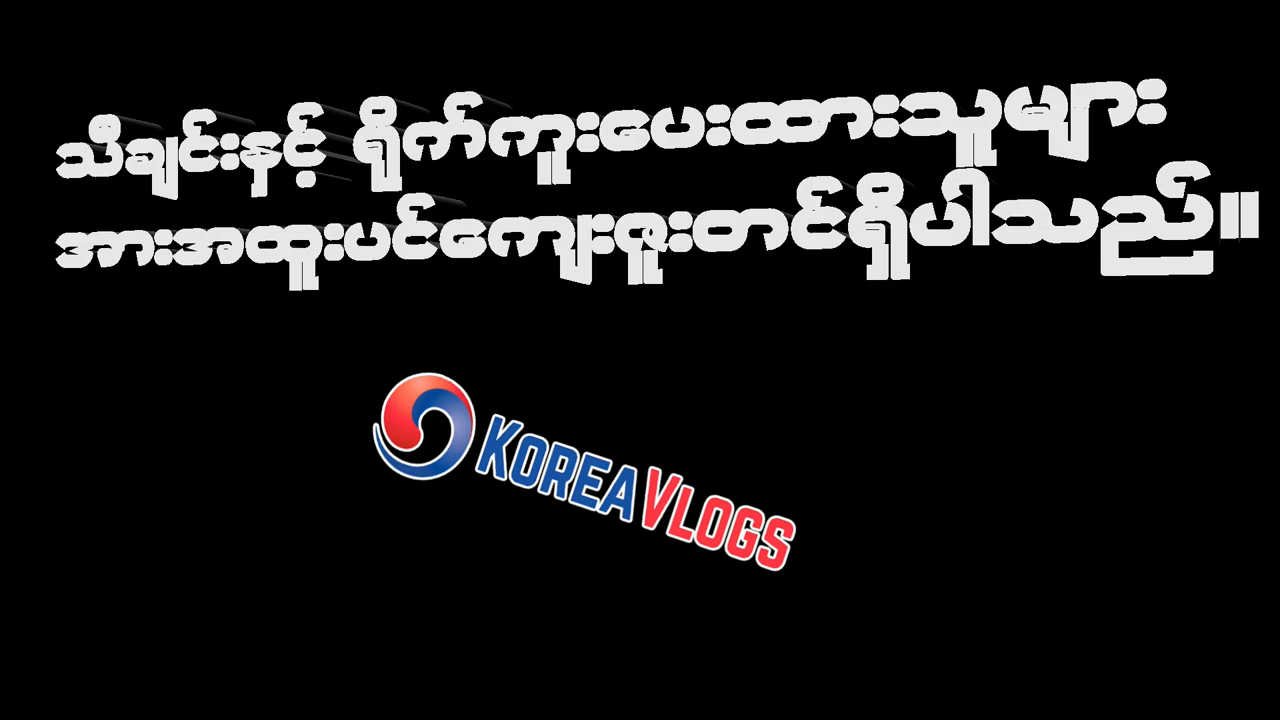 သီချင်းနှင့် ရိုက်ကူးပေးထားသူများ
အားအထူးပင်ကျေးဇူးတင်ရှိပါသည်။
KOREAVLOGS